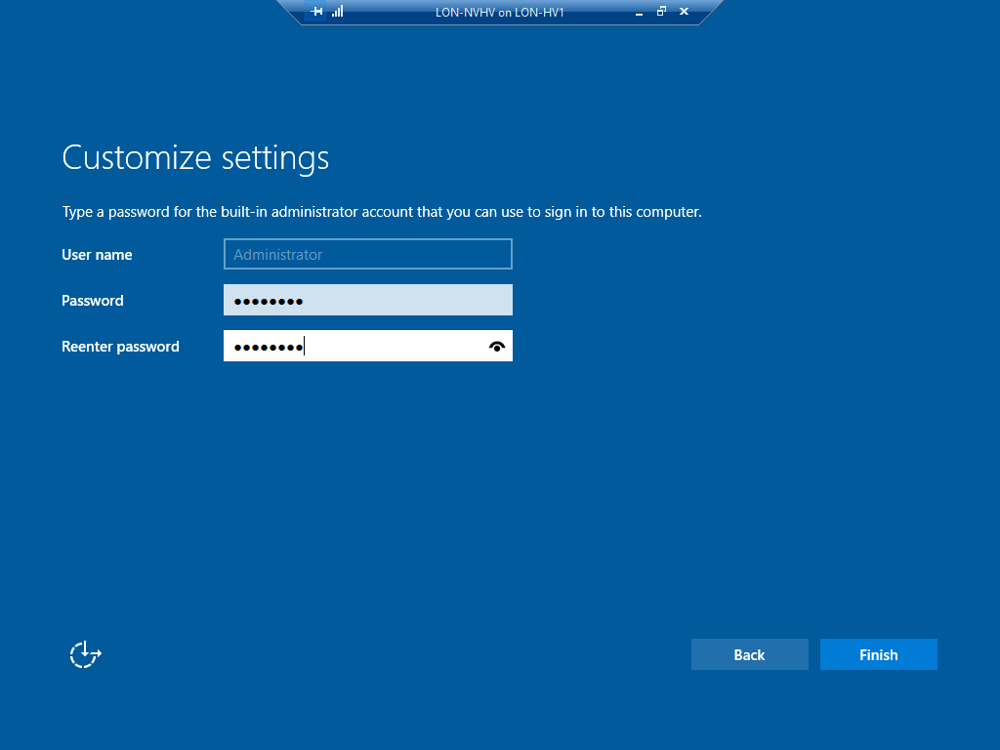 LON-NVHV on LON-HV1
Customize settings
Type a password for the built-in administrator account that you can use to sign in to this computer.
User name Administrator
Password ●●●●●●●●
Reenter password ●●●●●●●●
Back Finish